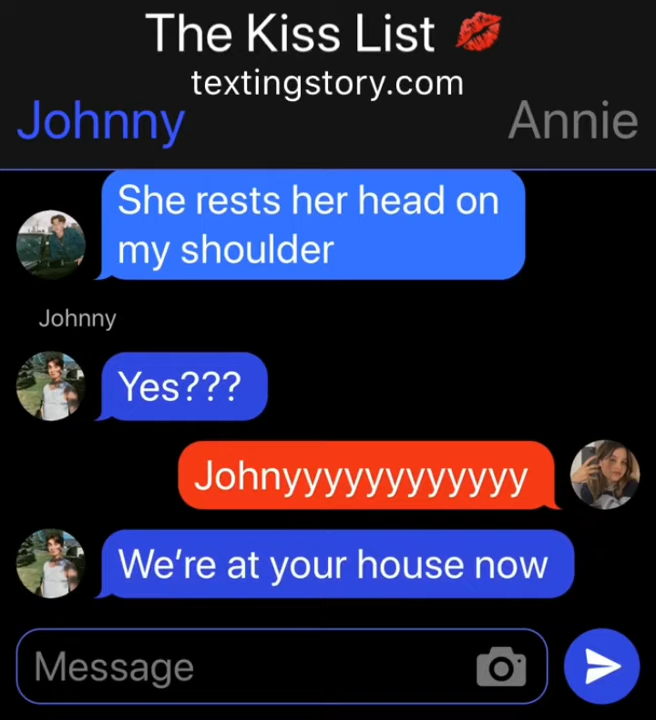 The Kiss List 💋
textingstory.com
Johnny
Annie
She rests her head on
my shoulder
Johnny
Yes???
Johnyyyyyyyyyyyy
We’re at your house now
Message